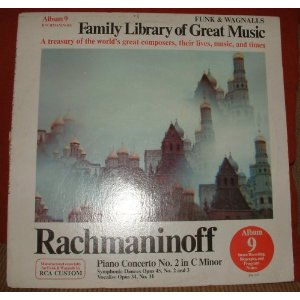 Album 9
RACHMANINOFF
FUNK & WAGNALLS
Family Library of Great Music
A treasury of the world's great composers, their lives, music, and times
Rachmaninoff
Piano Concerto No. 2 in C Minor
Symphonic Dances Opus 45, No. 2 and 3
Vocalise Opus 34, No. 14
RCA CUSTOM
Album
9